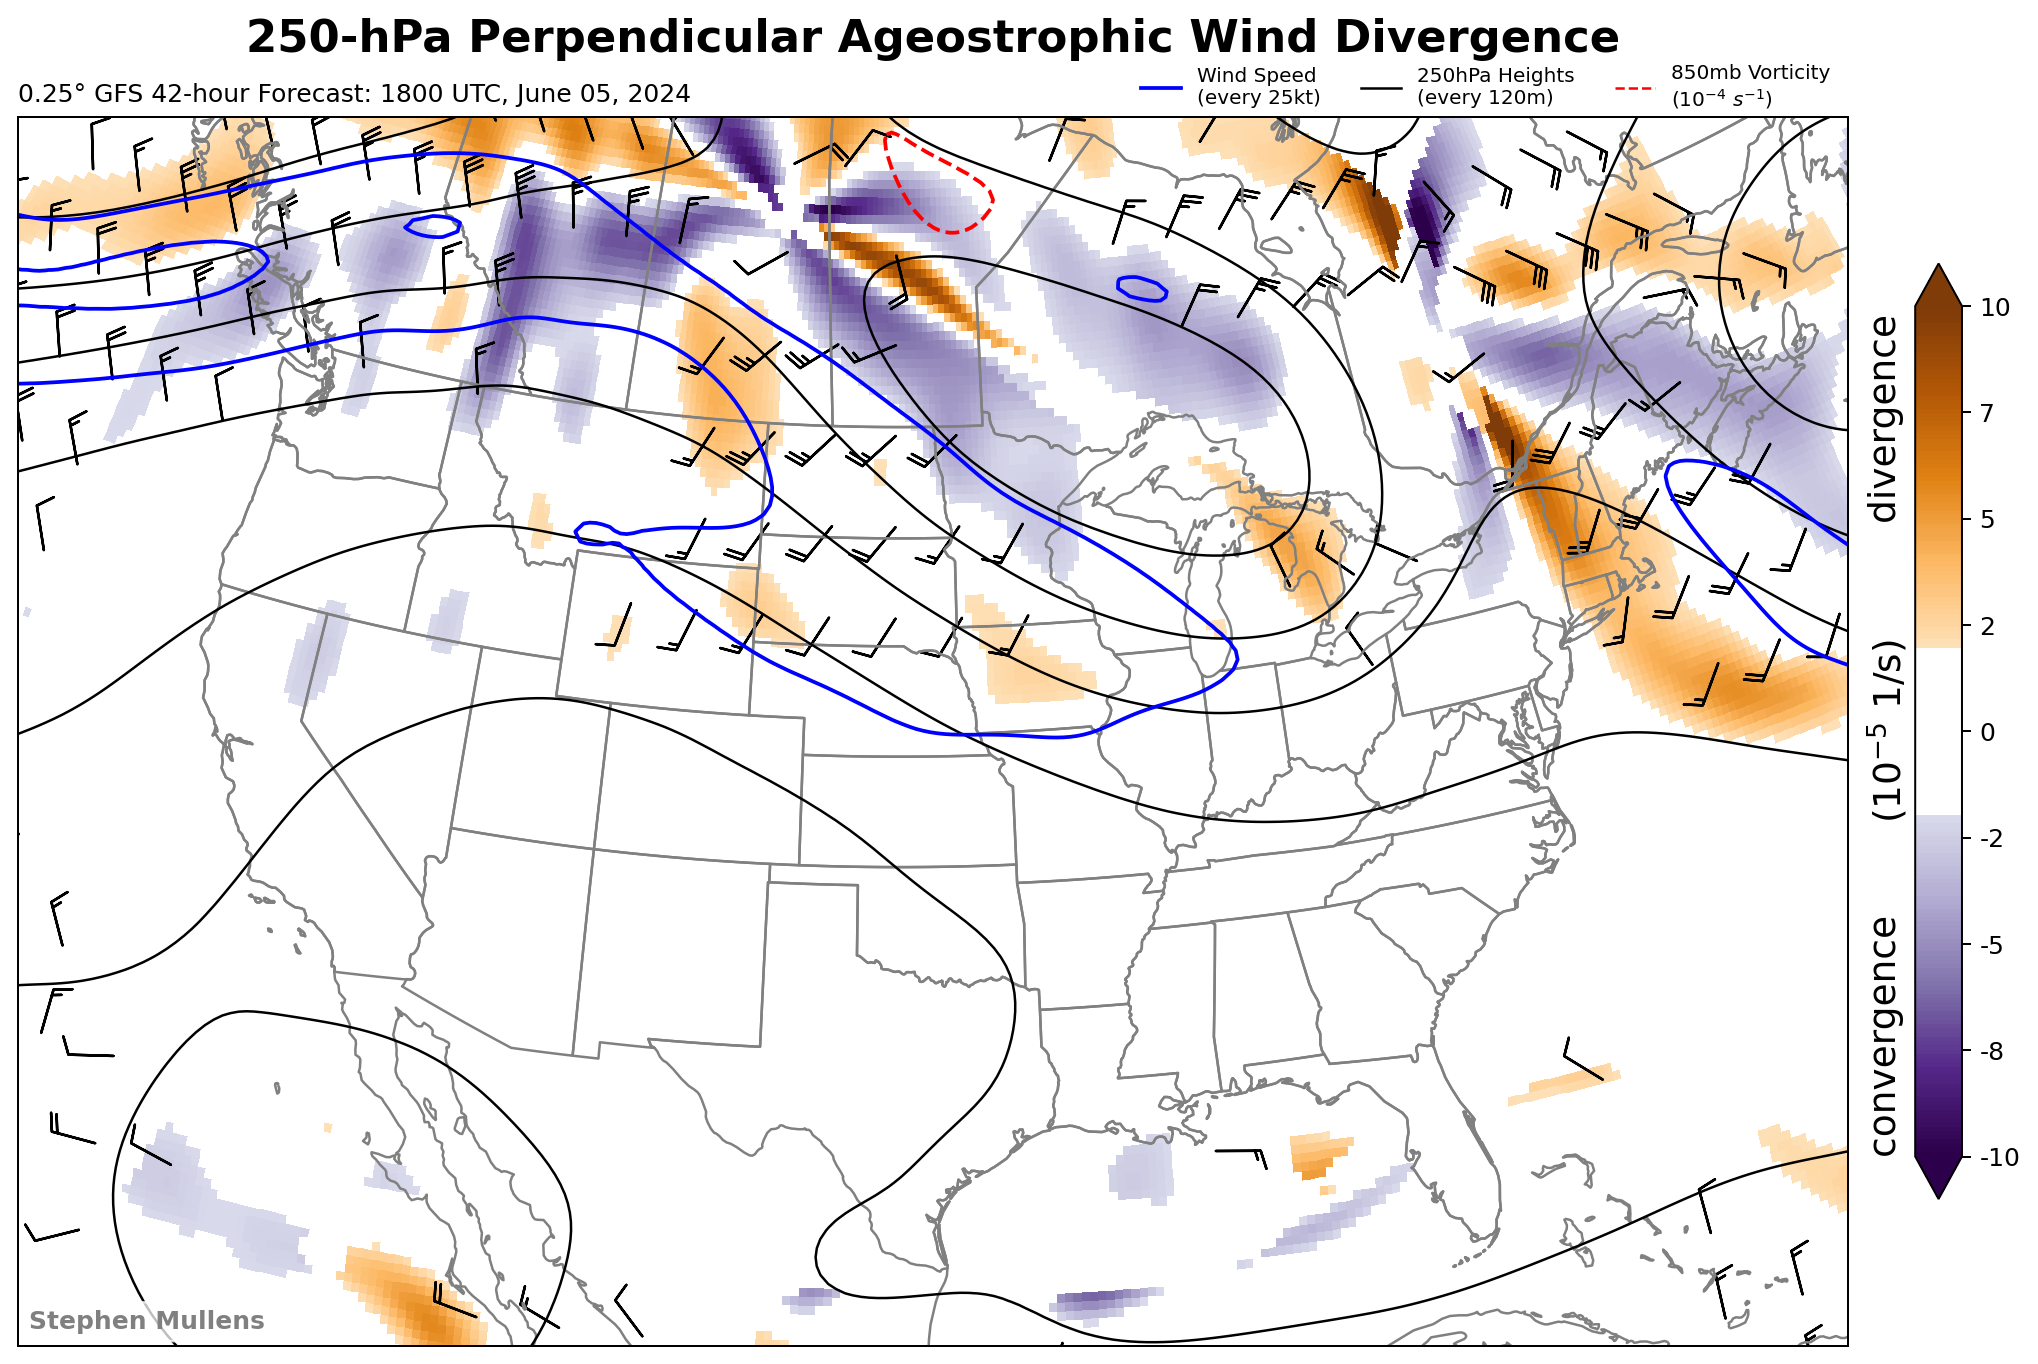 250-hPa Perpendicular Ageostrophic Wind Divergence
0.25° GFS 42-hour Forecast: 1800 UTC, June 05, 2024
Wind Speed
(every 25kt)
250hPa Heights
(every 120m)
850mb Vorticity
(10⁻⁴ s⁻¹)
10
7
5
2
0
-2
-5
-8
-10
convergence (10⁻⁵ 1/s) divergence
Stephen Mullens